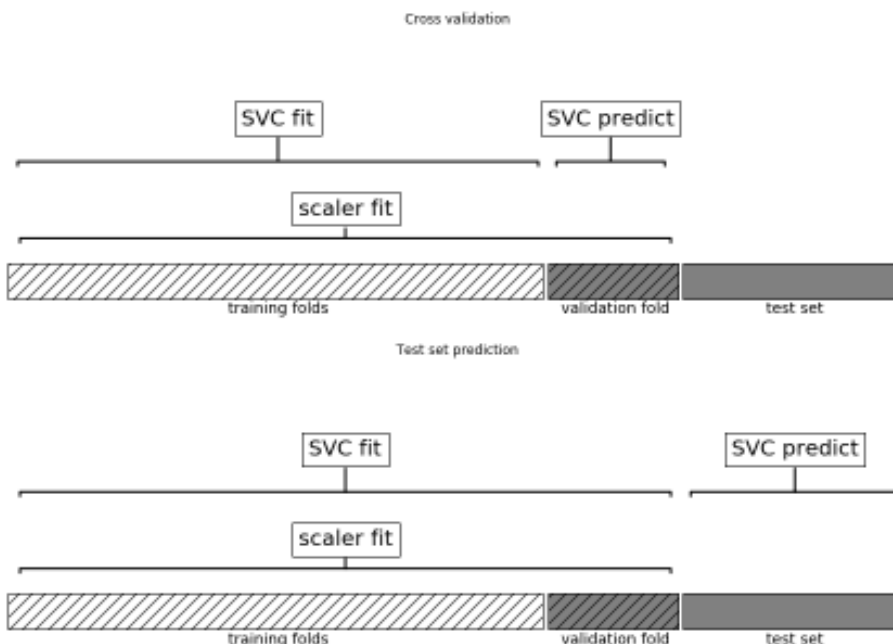 Cross validation
SVC fit
SVC predict
scaler fit
training folds
validation fold
test set
Test set prediction
SVC fit
SVC predict
scaler fit
training folds
validation fold
test set